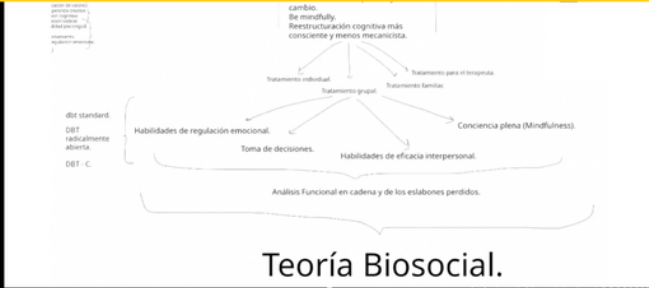 cambio.
Be mindfully.
Reestructuración cognitiva más
consciente y menos mecanicista.
Tratamiento individual.
Tratamiento grupal.
Tratamiento familiar.
Tratamiento para el terapeuta.
dbt standard.
DBT
radicalmente
abierta.
DBT - C.
Habilidades de regulación emocional.
Toma de decisiones.
Habilidades de eficacia interpersonal.
Conciencia plena (Mindfulness).
Análisis Funcional en cadena y de los eslabones perdidos.
Teoría Biosocial.